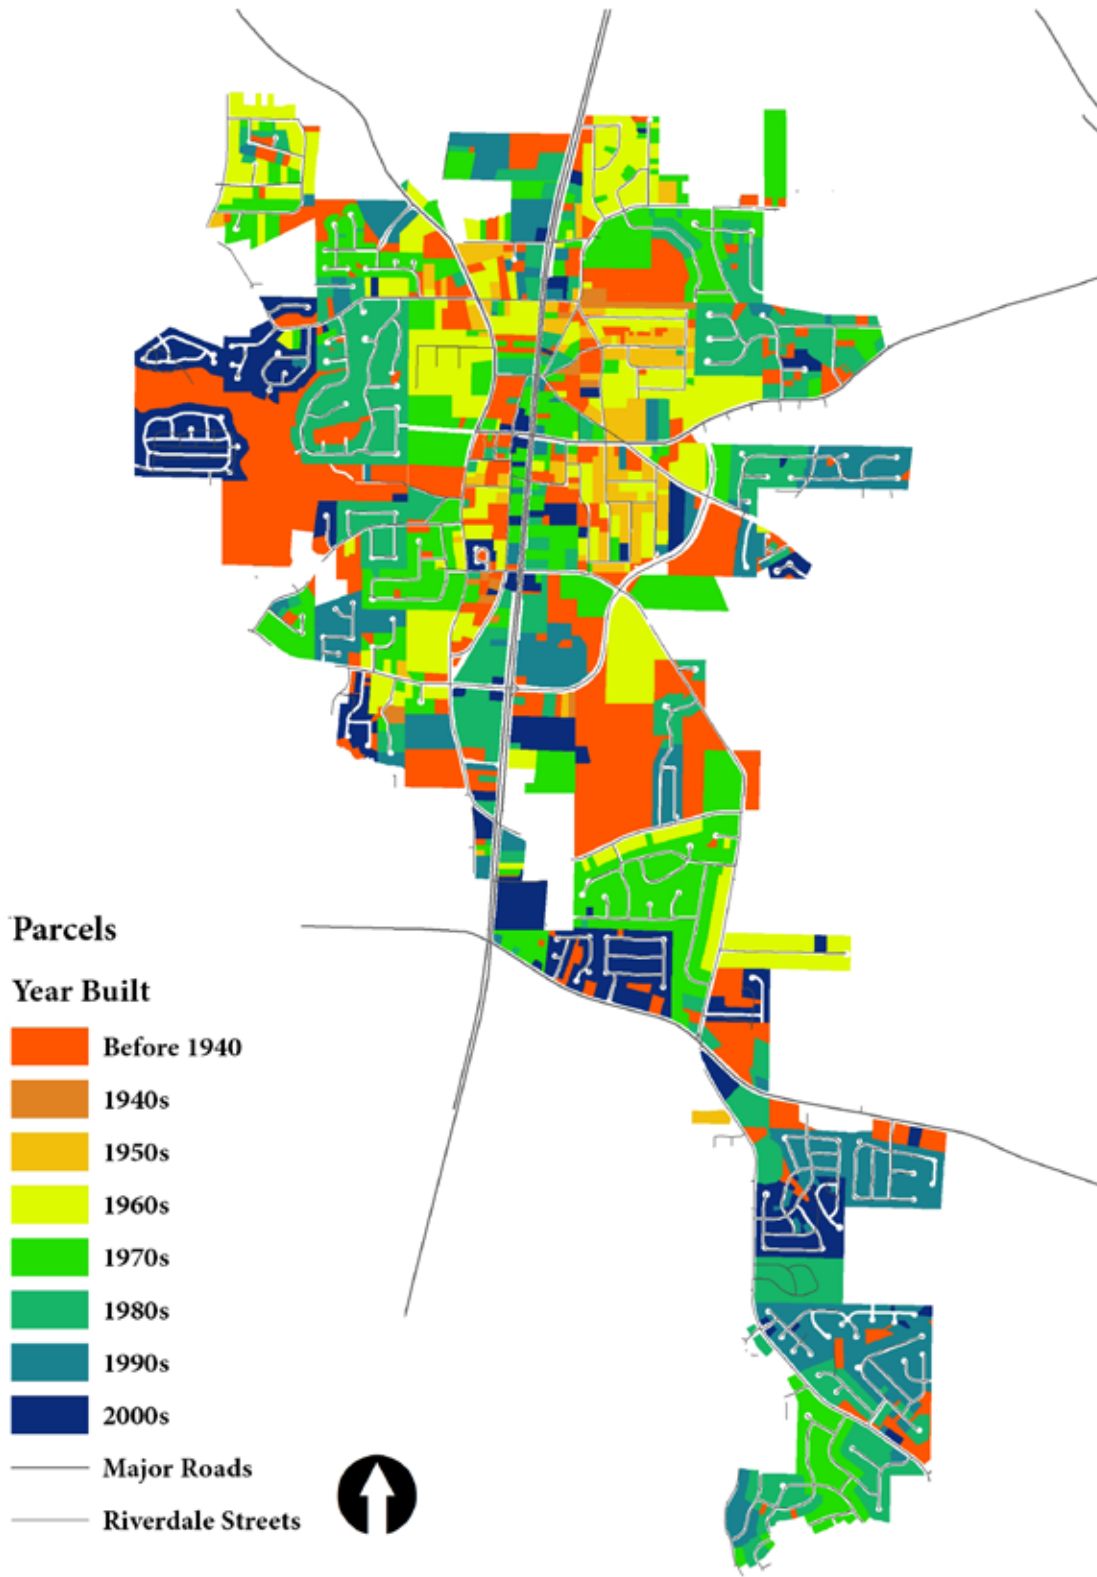 Parcels
Year Built
Before 1940
1940s
1950s
1960s
1970s
1980s
1990s
2000s
Major Roads
Riverdale Streets